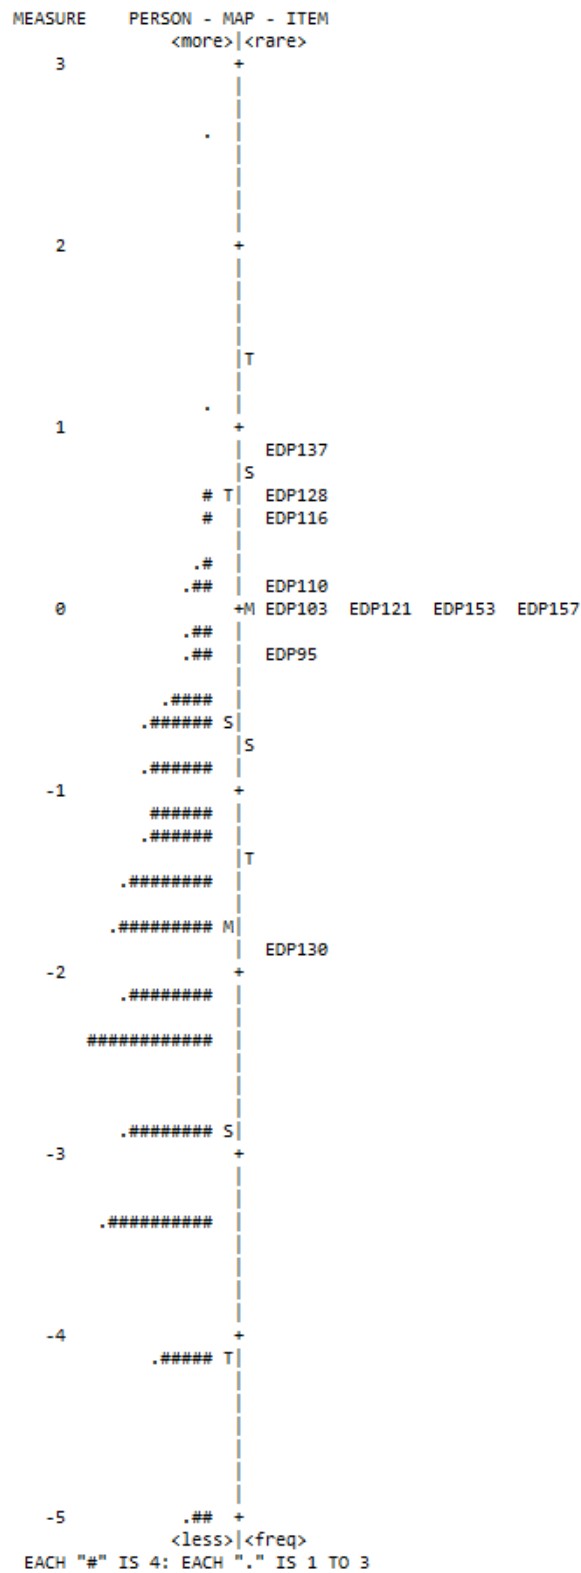 MEASURE    PERSON - MAP - ITEM
               <more>|<rare>
    3                +
                     |
                     |
                  .  |
                     |
                     |
                     |
                     |
    2                +
                     |
                     |
                     |
                     |
                     |T
                     |
                  .  |
    1                +
                     |  EDP137
                     |S
                  # T|  EDP128
                  #  |  EDP116
                     |
                 .#  |
                .##  |  EDP110
    0                +M EDP103  EDP121  EDP153  EDP157
                .##  |
                .##  |  EDP95
                     |
              .####  |
            .###### S|
                     |S
            .######  |
   -1                +
             ######  |
            .######  |
                     |T
          .########  |
                     |
         .######### M|
                     |  EDP130
   -2                +
          .########  |
                     |
       ############  |
                     |
                     |
                     |
          .######## S|
   -3                +
                     |
                     |
        .##########  |
                     |
                     |
                     |
                     |
   -4                +
             .##### T|
                     |
                     |
                     |
                     |
                     |
                     |
   -5           .##  +
               <less>|<freq>
 EACH "#" IS 4: EACH "." IS 1 TO 3